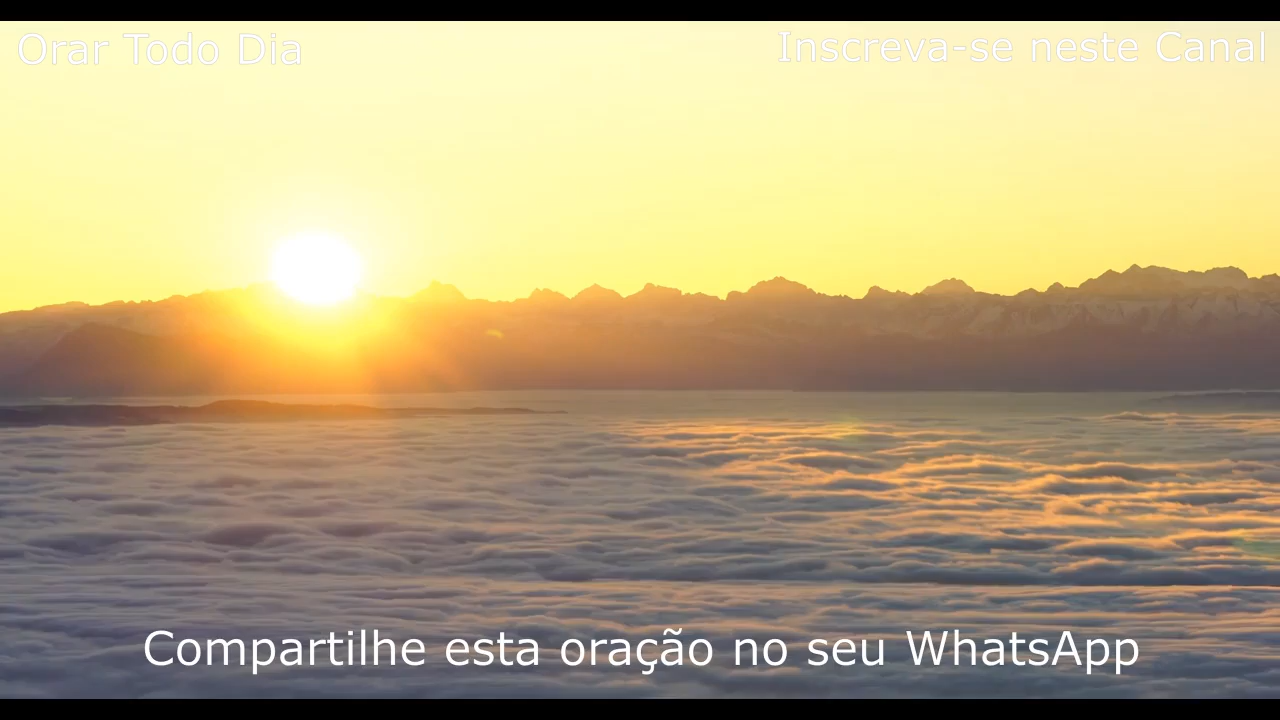 Orar Todo Dia
Inscreva-se neste Canal
Compartilhe esta oração no seu WhatsApp